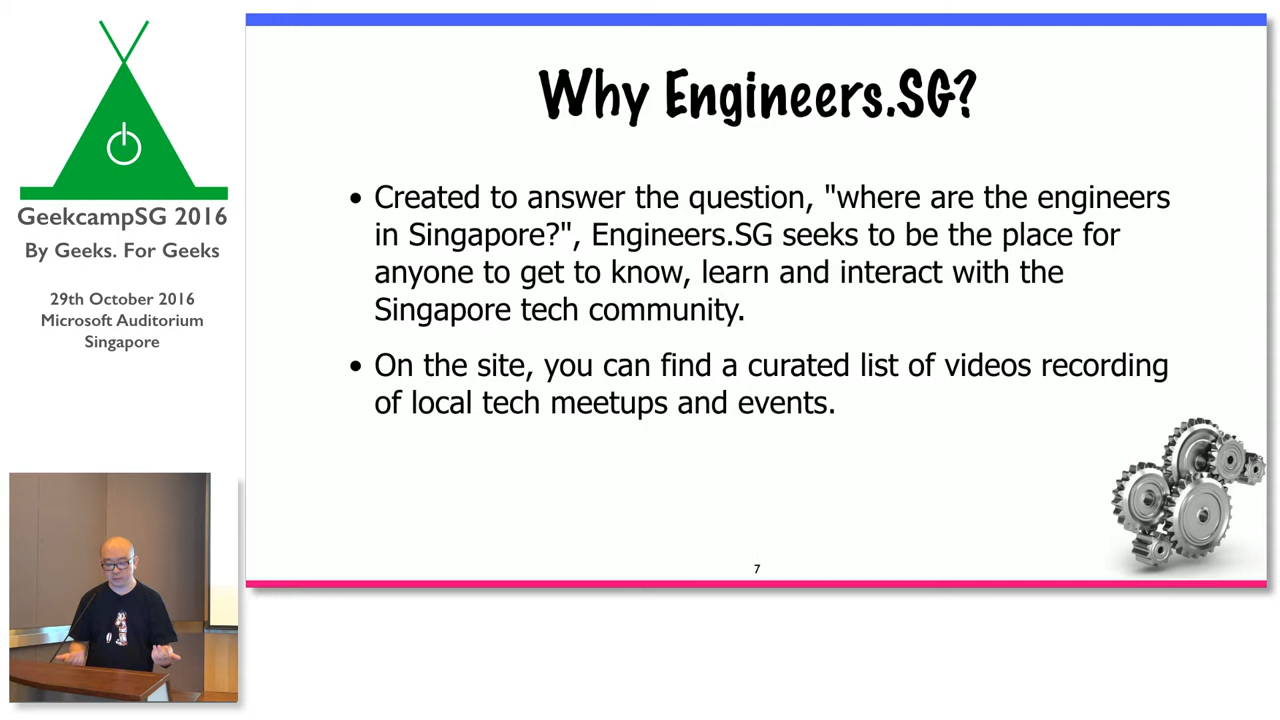 GeekcampSG 2016
By Geeks. For Geeks
29th October 2016
Microsoft Auditorium
Singapore
Why Engineers.SG?
• Created to answer the question, "where are the engineers
in Singapore?", Engineers.SG seeks to be the place for
anyone to get to know, learn and interact with the
Singapore tech community.
• On the site, you can find a curated list of videos recording
of local tech meetups and events.
7